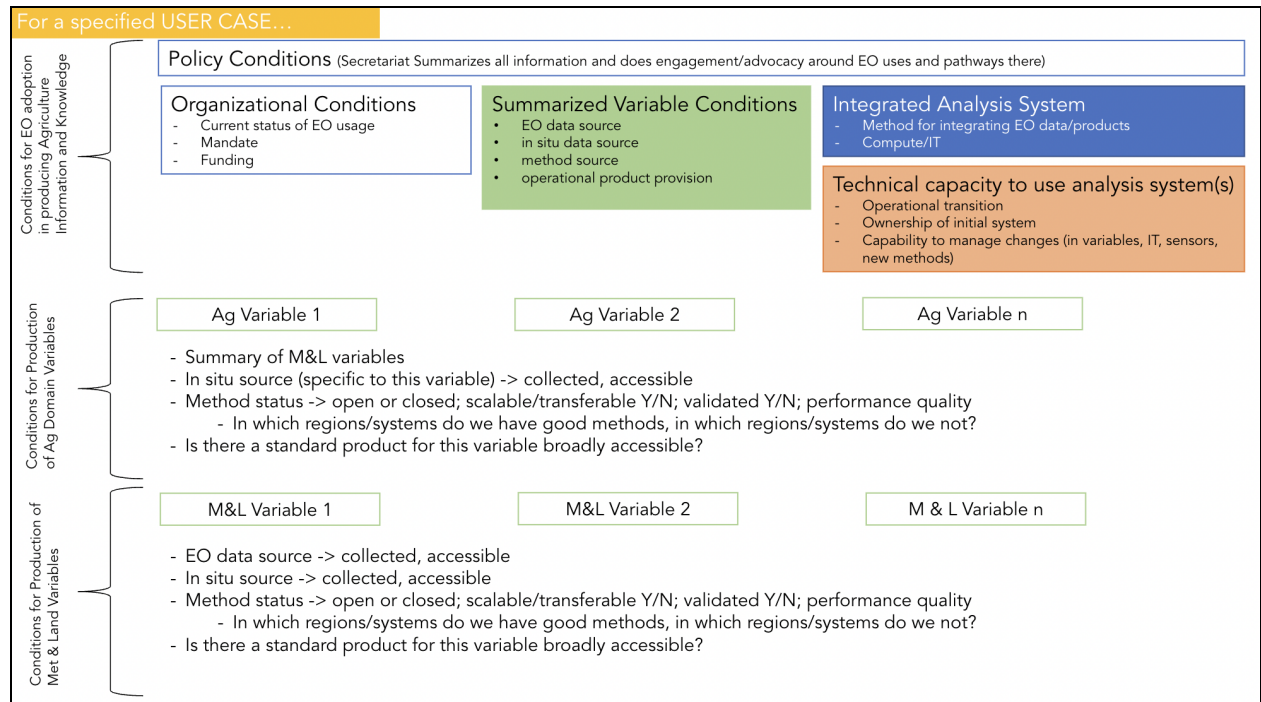 For a specified USER CASE...
Conditions for EO adoption
in producing Agriculture
Information and Knowledge
Policy Conditions (Secretariat Summarizes all information and does engagement/advocacy around EO uses and pathways there)
Organizational Conditions
- Current status of EO usage
- Mandate
- Funding
Summarized Variable Conditions
• EO data source
• in situ data source
• method source
• operational product provision
Integrated Analysis System
- Method for integrating EO data/products
- Compute/IT
Technical capacity to use analysis system(s)
- Operational transition
- Ownership of initial system
- Capability to manage changes (in variables, IT, sensors,
new methods)
Conditions for Production
of Ag Domain Variables
Ag Variable 1
Ag Variable 2
Ag Variable n
- Summary of M&L variables
- In situ source (specific to this variable) -> collected, accessible
- Method status -> open or closed; scalable/transferable Y/N; validated Y/N; performance quality
- In which regions/systems do we have good methods, in which regions/systems do we not?
- Is there a standard product for this variable broadly accessible?
Conditions for Production of
Met & Land Variables
M&L Variable 1
M&L Variable 2
M & L Variable n
- EO data source -> collected, accessible
- In situ source -> collected, accessible
- Method status -> open or closed; scalable/transferable Y/N; validated Y/N; performance quality
- In which regions/systems do we have good methods, in which regions/systems do we not?
- Is there a standard product for this variable broadly accessible?